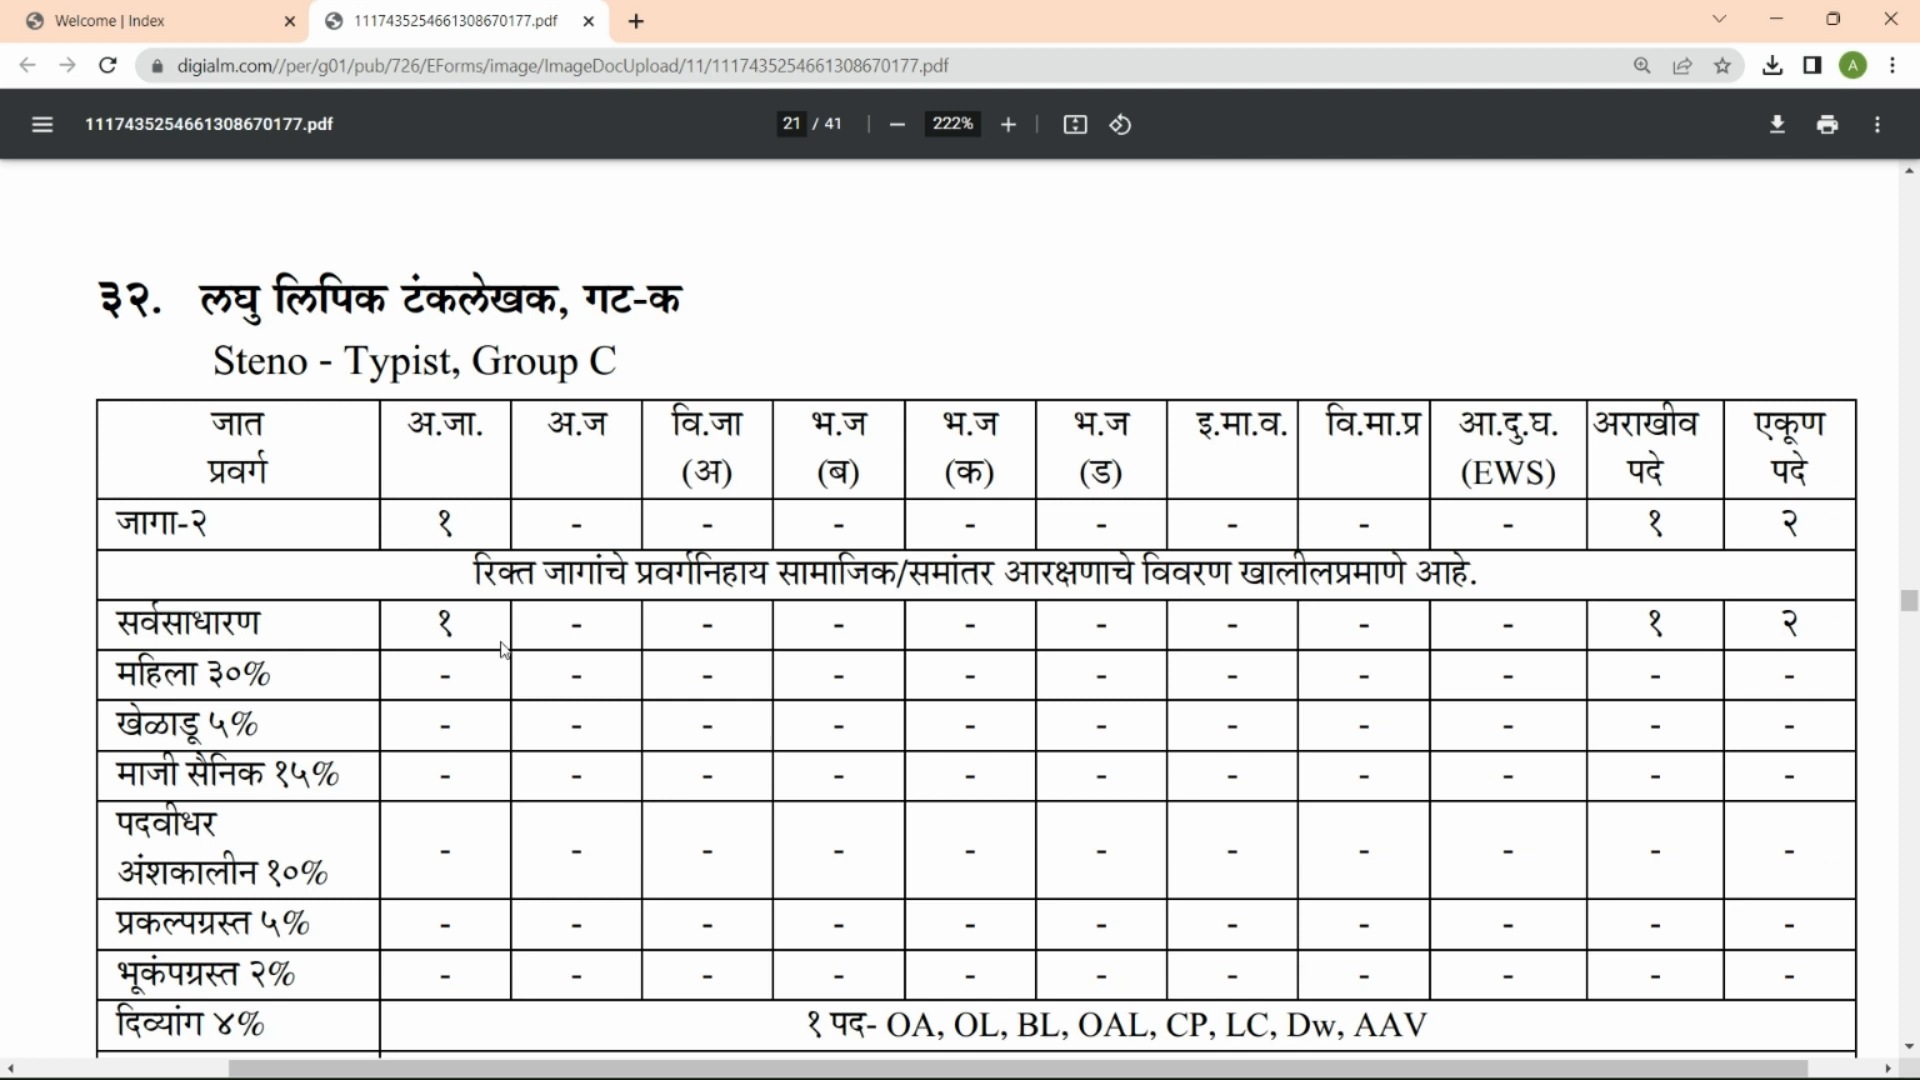 Welcome | Index
1117435254661308670177.pdf
digialm.com//per/g01/pub/726/EForms/image/ImageDocUpload/11/1117435254661308670177.pdf
A
1117435254661308670177.pdf
21 / 41
222%
३२. लघु लिपिक टंकलेखक, गट-क
Steno - Typist, Group C
जात प्रवर्ग अ.जा. अ.ज वि.जा (अ) भ.ज (ब) भ.ज (क) भ.ज (ड) इ.मा.व. वि.मा.प्र आ.दु.घ. (EWS) अराखीव पदे एकूण पदे
जागा-२ १ - - - - - - - - १ २
रिक्त जागांचे प्रवर्गनिहाय सामाजिक/समांतर आरक्षणाचे विवरण खालीलप्रमाणे आहे.
सर्वसाधारण १ - - - - - - - - १ २
महिला ३०% - - - - - - - - - - -
खेळाडू ५% - - - - - - - - - - -
माजी सैनिक १५% - - - - - - - - - - -
पदवीधर
अंशकालीन १०% - - - - - - - - - - -
प्रकल्पग्रस्त ५% - - - - - - - - - - -
भूकंपग्रस्त २% - - - - - - - - - - -
दिव्यांग ४% १ पद- OA, OL, BL, OAL, CP, LC, Dw, AAV